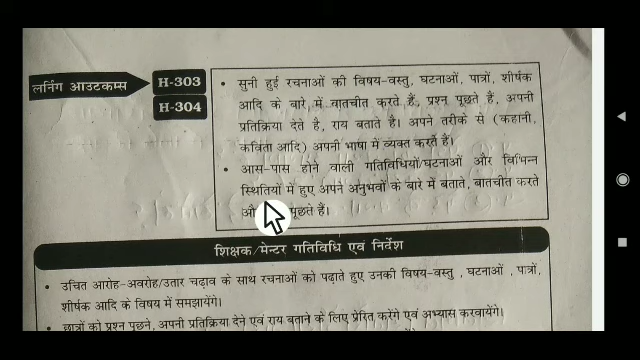 लर्निंग आउटकम्स
H-303
H-304
• सुनी हुई रचनाओं की विषय-वस्तु, घटनाओं, पात्रों, शीर्षक
आदि के बारे में वातचीत करते हैं, प्रश्न पूछते हैं, अपनी
प्रतिक्रिया देते है, राय बताते है। अपने तरीके से (कहानी,
कविता आदि) अपनी भाषा में व्यक्त करते हैं।
• आस-पास होने वाली गतिविधियों/घटनाओं और विभिन्न
स्थितियों में हुए अपने अनुभवों के बारे में बताते, बातचीत करते
पूछते हैं।
शिक्षक/मेन्टर गतिविधि एवं निर्देश
• उचित आरोह-अवरोह/उतार चढ़ाव के साथ रचनाओं को पढ़ाते हुए उनकी विषय-वस्तु , घटनाओं , पात्रों,
शीर्षक आदि के विषय में समझायेंगे।
• छात्रों को प्रश्न पूछने, अपनी प्रतिक्रिया देने एवं राय बताने के लिए प्रेरित करेंगे एवं अभ्यास करवायेंगे।